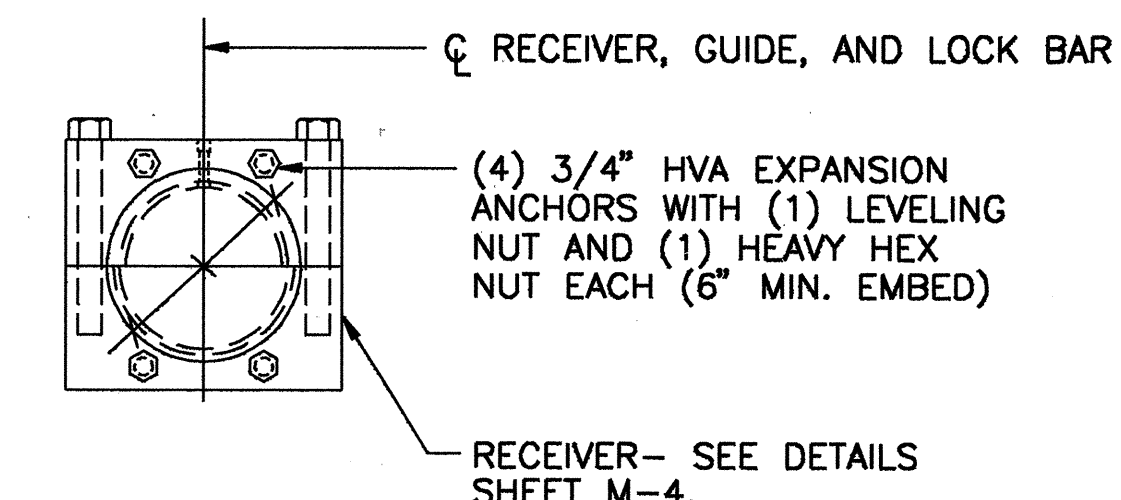 ℄ RECEIVER, GUIDE, AND LOCK BAR
(4) 3/4" HVA EXPANSION
ANCHORS WITH (1) LEVELING
NUT AND (1) HEAVY HEX
NUT EACH (6" MIN. EMBED)
RECEIVER– SEE DETAILS
SHEET M–4.